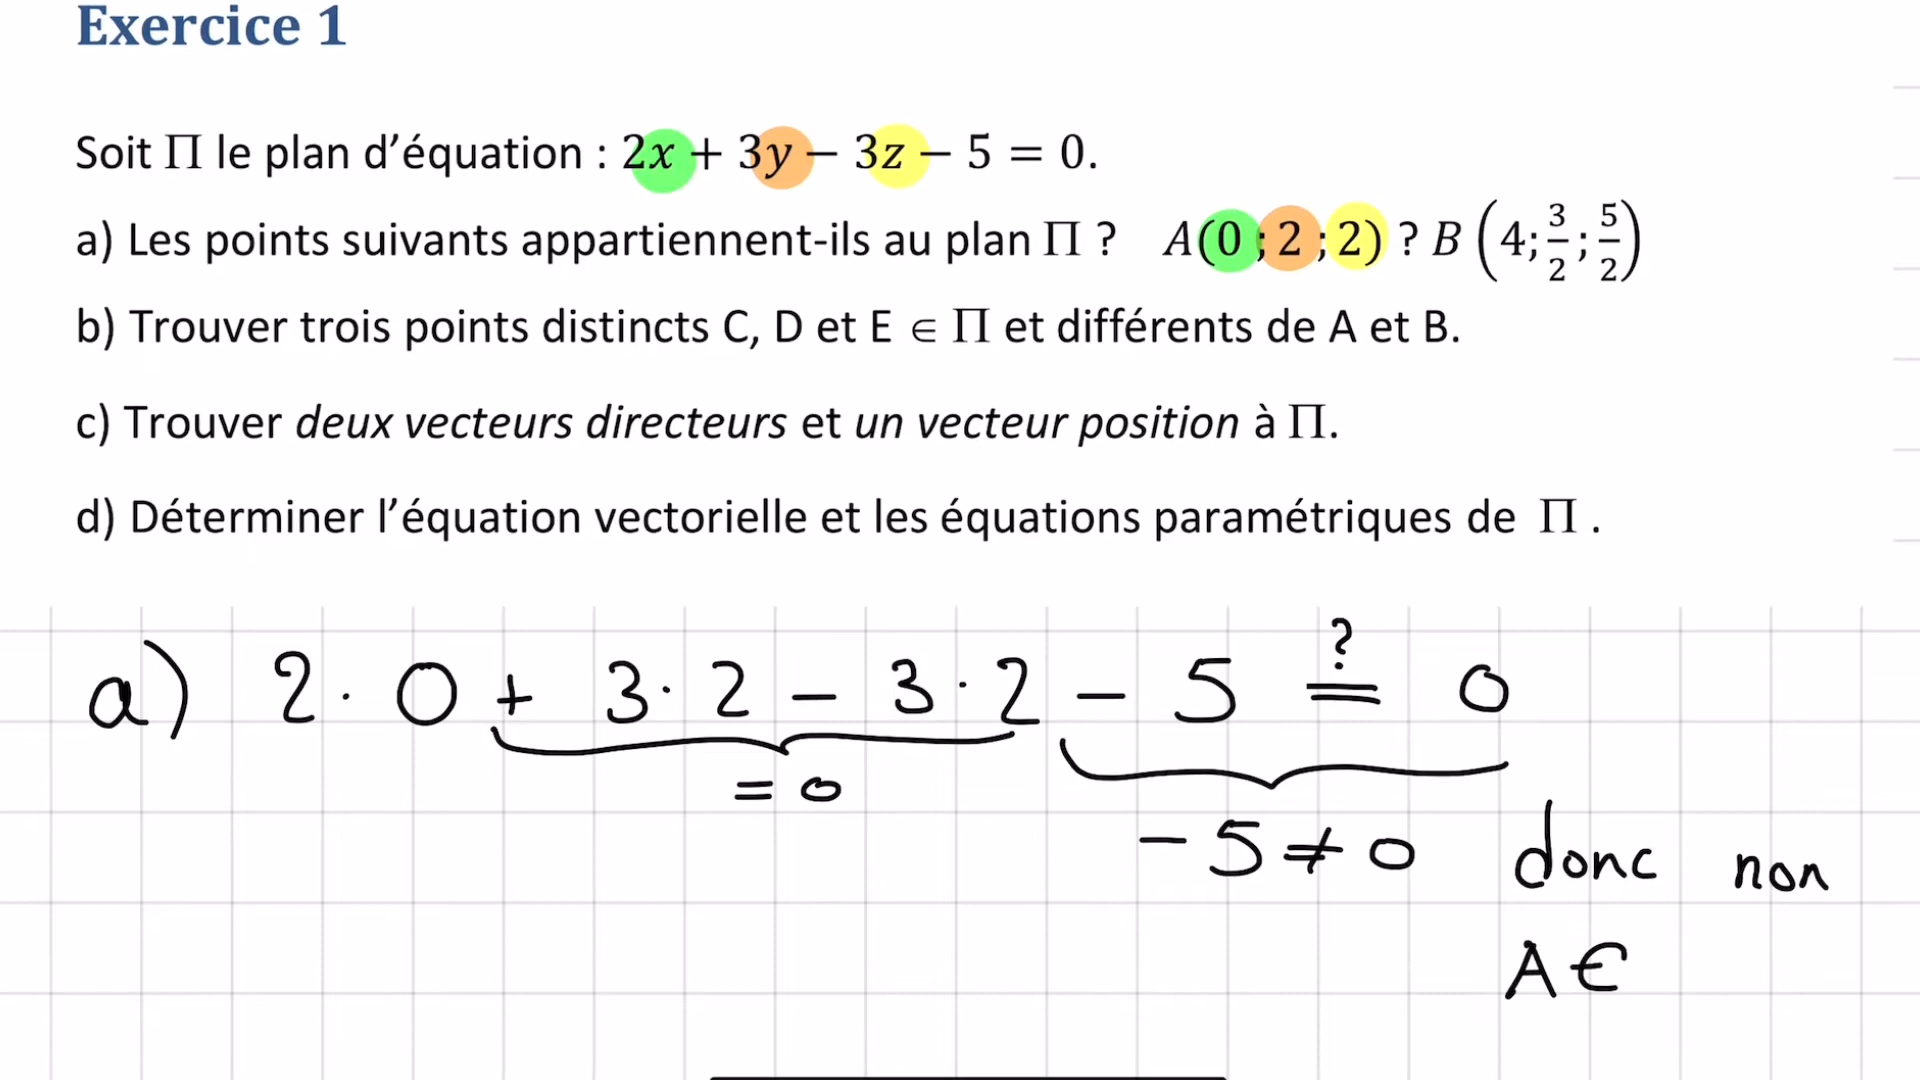 Exercice 1
Soit Π le plan d’équation : 2x + 3y − 3z − 5 = 0.
a) Les points suivants appartiennent-ils au plan Π ? A(0 ; 2 ; 2) ? B (4; 3/2 ; 5/2)
b) Trouver trois points distincts C, D et E ∈ Π et différents de A et B.
c) Trouver deux vecteurs directeurs et un vecteur position à Π.
d) Déterminer l’équation vectorielle et les équations paramétriques de Π .
a) 2 · 0 + 3 · 2 − 3 · 2 − 5 ?= 0
= 0
− 5 ≠ 0 donc non
A ∈